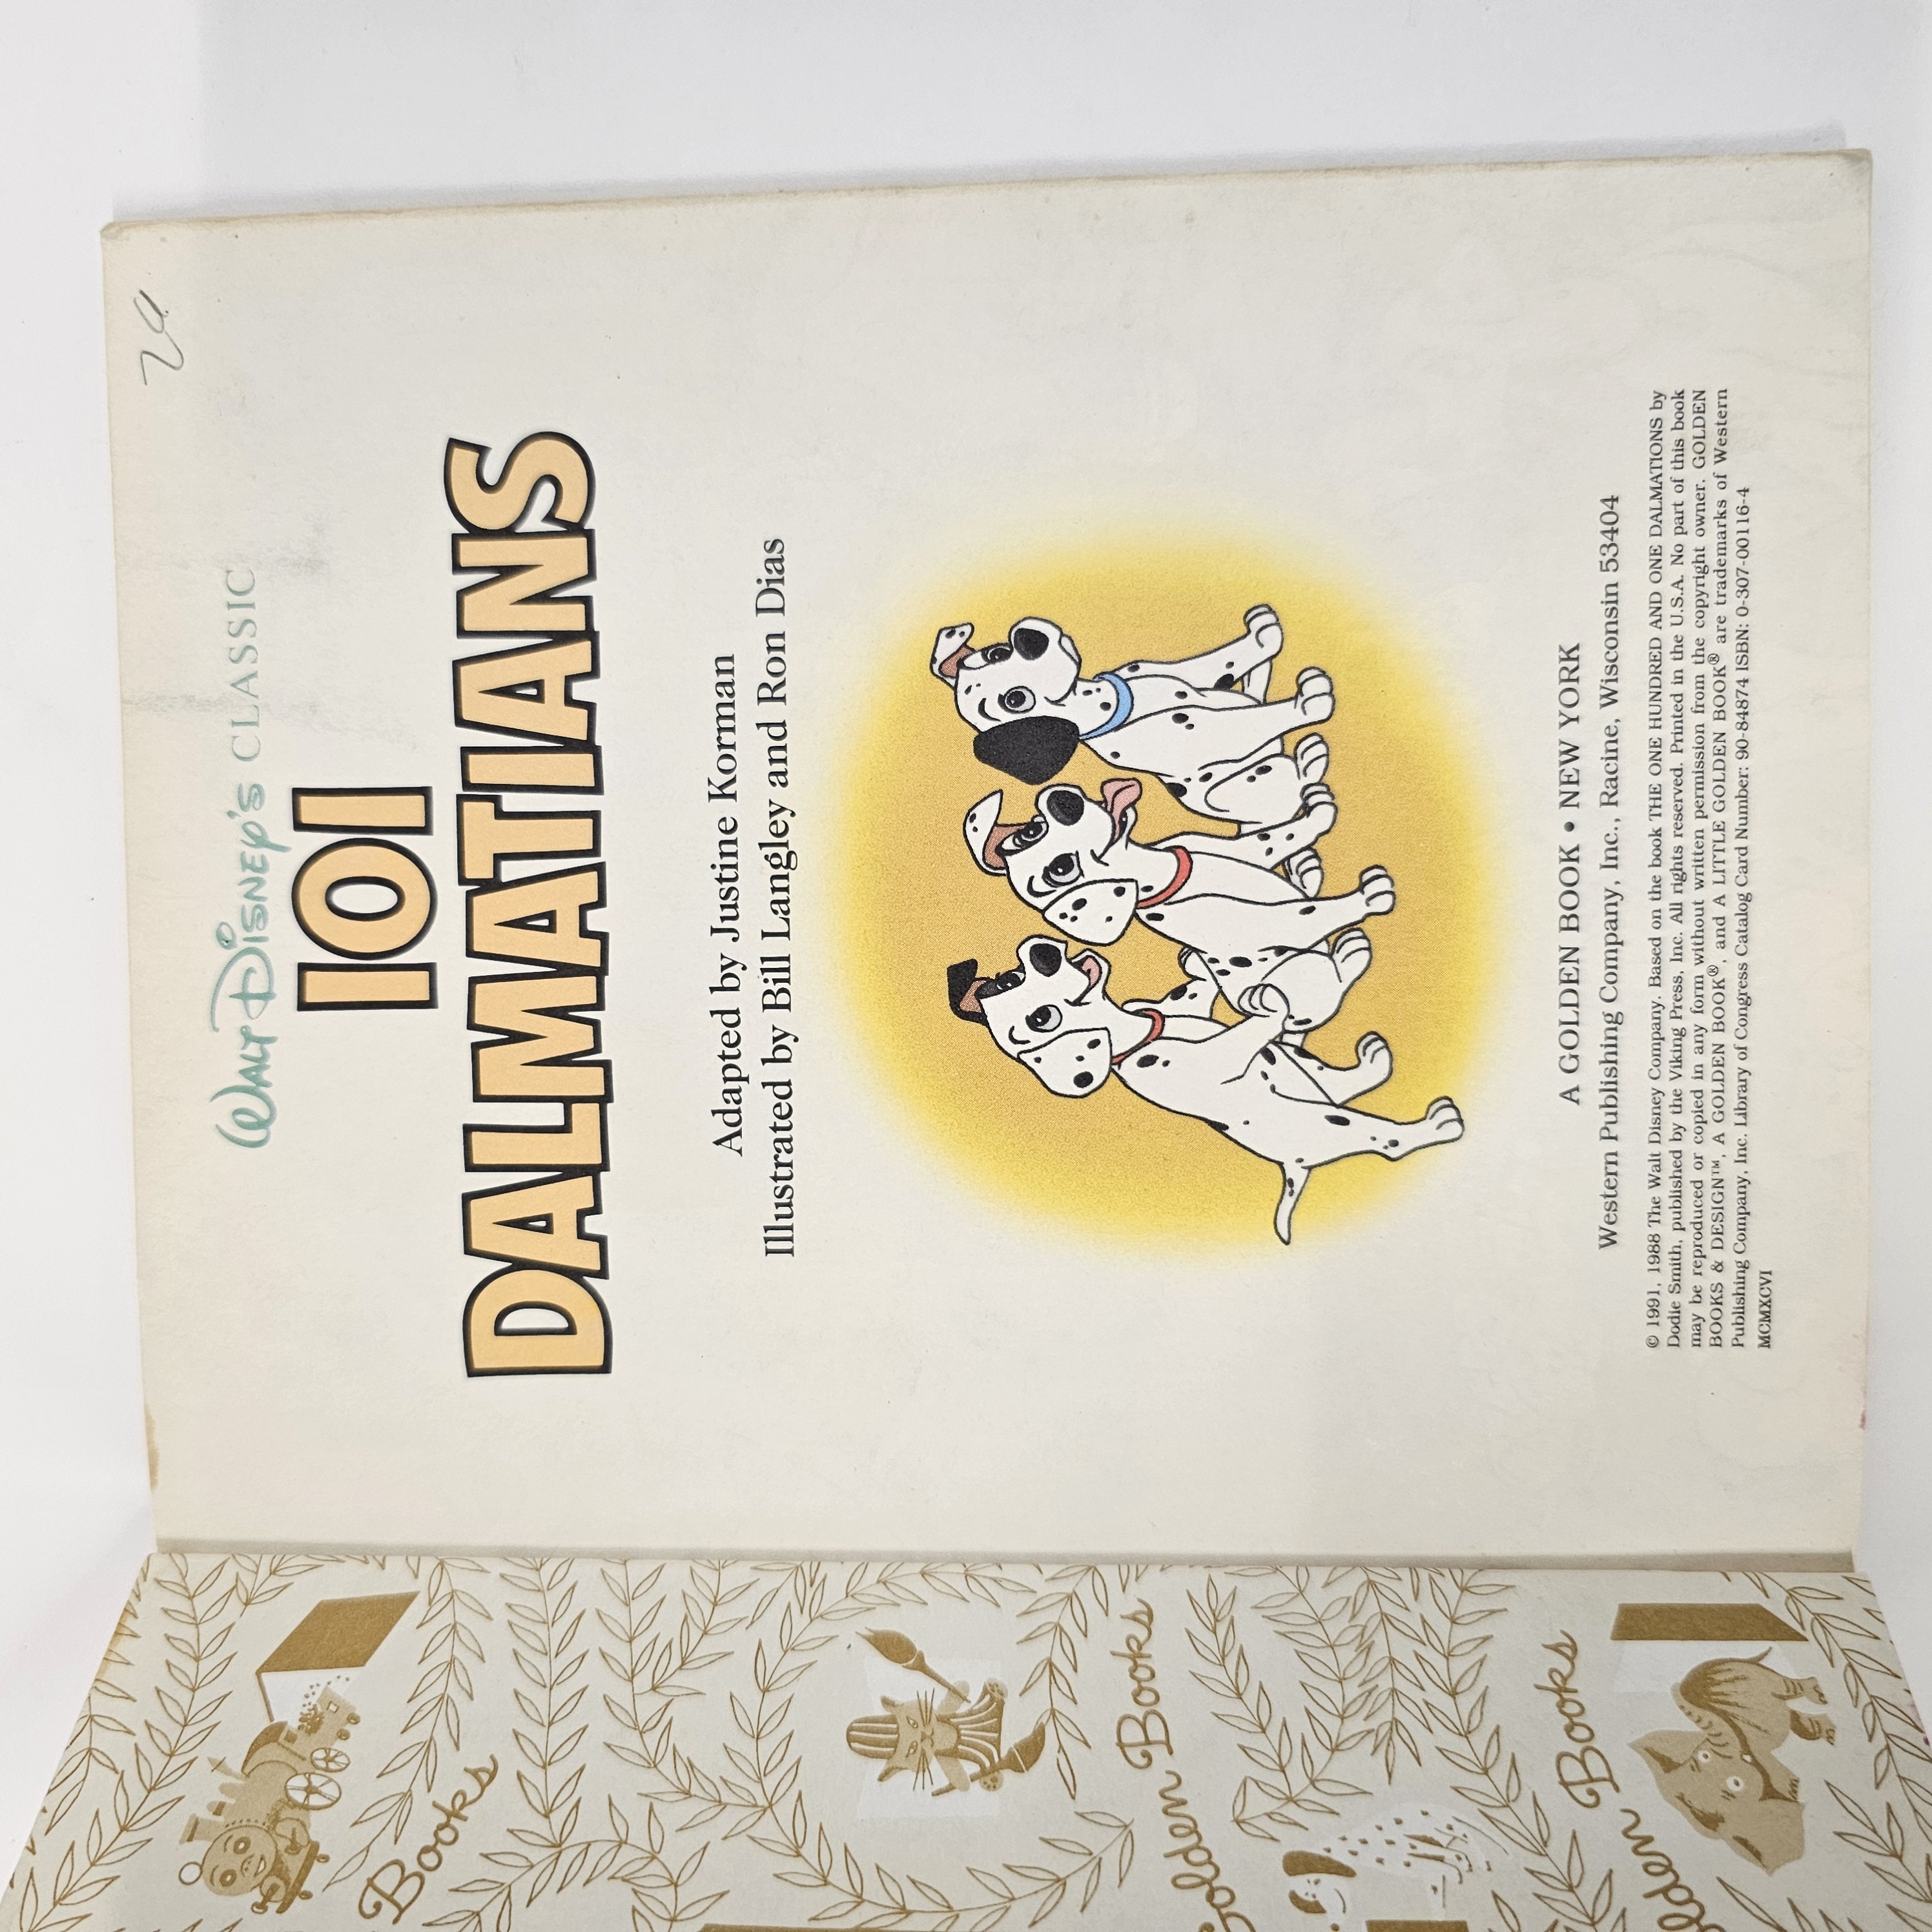 Books
Golden Books
Golden Books
29
WALT DISNEY'S CLASSIC
101
DALMATIANS
Adapted by Justine Korman
Illustrated by Bill Langley and Ron Dias
A GOLDEN BOOK • NEW YORK
Western Publishing Company, Inc., Racine, Wisconsin 53404
© 1991, 1988 The Walt Disney Company. Based on the book THE ONE HUNDRED AND ONE DALMATIONS by
Dodie Smith, published by the Viking Press, Inc. All rights reserved. Printed in the U.S.A. No part of this book
may be reproduced or copied in any form without written permission from the copyright owner. GOLDEN
BOOKS & DESIGN™, A GOLDEN BOOK®, and A LITTLE GOLDEN BOOK® are trademarks of Western
Publishing Company, Inc. Library of Congress Catalog Card Number: 90-84874 ISBN: 0-307-00116-4
MCMXCVI